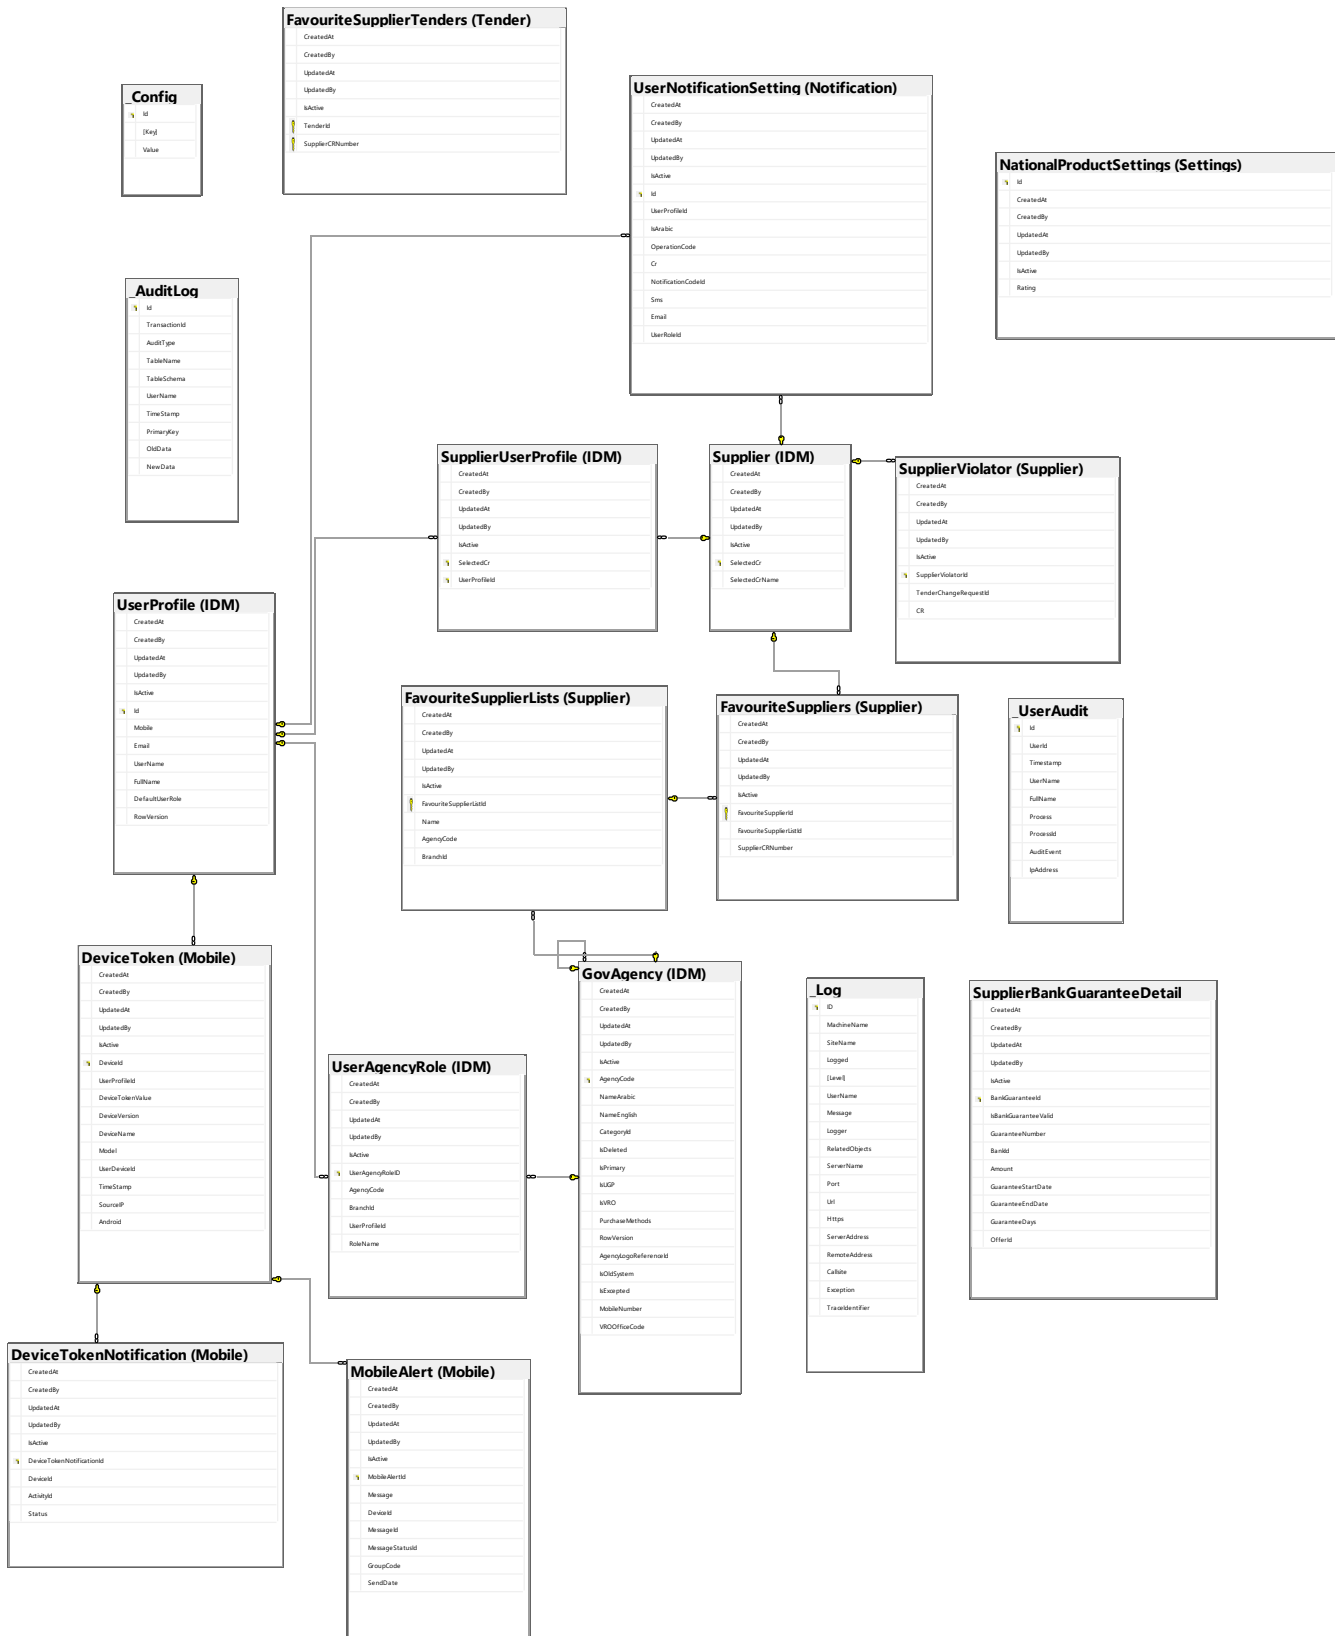 FavouriteSupplierTenders (Tender)
CreatedAt
CreatedBy
UpdatedAt
UpdatedBy
IsActive
TenderId
SupplierCRNumber
_Config
Id
[Key]
Value
UserNotificationSetting (Notification)
CreatedAt
CreatedBy
UpdatedAt
UpdatedBy
IsActive
Id
UserProfileId
IsArabic
OperationCode
Cr
NotificationCodeId
Sms
Email
UserRoleId
NationalProductSettings (Settings)
Id
CreatedAt
CreatedBy
UpdatedAt
UpdatedBy
IsActive
Rating
_AuditLog
Id
TransactionId
AuditType
TableName
TableSchema
UserName
TimeStamp
PrimaryKey
OldData
NewData
SupplierUserProfile (IDM)
CreatedAt
CreatedBy
UpdatedAt
UpdatedBy
IsActive
SelectedCr
UserProfileId
Supplier (IDM)
CreatedAt
CreatedBy
UpdatedAt
UpdatedBy
IsActive
SelectedCr
SelectedCrName
SupplierViolator (Supplier)
CreatedAt
CreatedBy
UpdatedAt
UpdatedBy
IsActive
SupplierViolatorId
TenderChangeRequestId
CR
UserProfile (IDM)
CreatedAt
CreatedBy
UpdatedAt
UpdatedBy
IsActive
Id
Mobile
Email
UserName
FullName
DefaultUserRole
RowVersion
FavouriteSupplierLists (Supplier)
CreatedAt
CreatedBy
UpdatedAt
UpdatedBy
IsActive
FavouriteSupplierListId
Name
AgencyCode
BranchId
FavouriteSuppliers (Supplier)
CreatedAt
CreatedBy
UpdatedAt
UpdatedBy
IsActive
FavouriteSupplierId
FavouriteSupplierListId
SupplierCRNumber
_UserAudit
Id
UserId
Timestamp
UserName
FullName
Process
ProcessId
AuditEvent
IpAddress
DeviceToken (Mobile)
CreatedAt
CreatedBy
UpdatedAt
UpdatedBy
IsActive
DeviceId
UserProfileId
DeviceTokenValue
DeviceVersion
DeviceName
Model
UserDeviceId
TimeStamp
SourceIP
Android
UserAgencyRole (IDM)
CreatedAt
CreatedBy
UpdatedAt
UpdatedBy
IsActive
UserAgencyRoleID
AgencyCode
BranchId
UserProfileId
RoleName
GovAgency (IDM)
CreatedAt
CreatedBy
UpdatedAt
UpdatedBy
IsActive
AgencyCode
NameArabic
NameEnglish
CategoryId
IsDeleted
IsPrimary
IsUGP
IsVRO
PurchaseMethods
RowVersion
AgencyLogoReferenceId
IsOldSystem
IsExcepted
MobileNumber
VROOfficeCode
_Log
ID
MachineName
SiteName
Logged
[Level]
UserName
Message
Logger
RelatedObjects
ServerName
Port
Url
Https
ServerAddress
RemoteAddress
Callsite
Exception
TraceIdentifier
SupplierBankGuaranteeDetail
CreatedAt
CreatedBy
UpdatedAt
UpdatedBy
IsActive
BankGuaranteeId
IsBankGuaranteeValid
GuaranteeNumber
BankId
Amount
GuaranteeStartDate
GuaranteeEndDate
GuaranteeDays
OfferId
DeviceTokenNotification (Mobile)
CreatedAt
CreatedBy
UpdatedAt
UpdatedBy
IsActive
DeviceTokenNotificationId
DeviceId
ActivityId
Status
MobileAlert (Mobile)
CreatedAt
CreatedBy
UpdatedAt
UpdatedBy
IsActive
MobileAlertId
Message
DeviceId
MessageId
MessageStatusId
GroupCode
SendDate